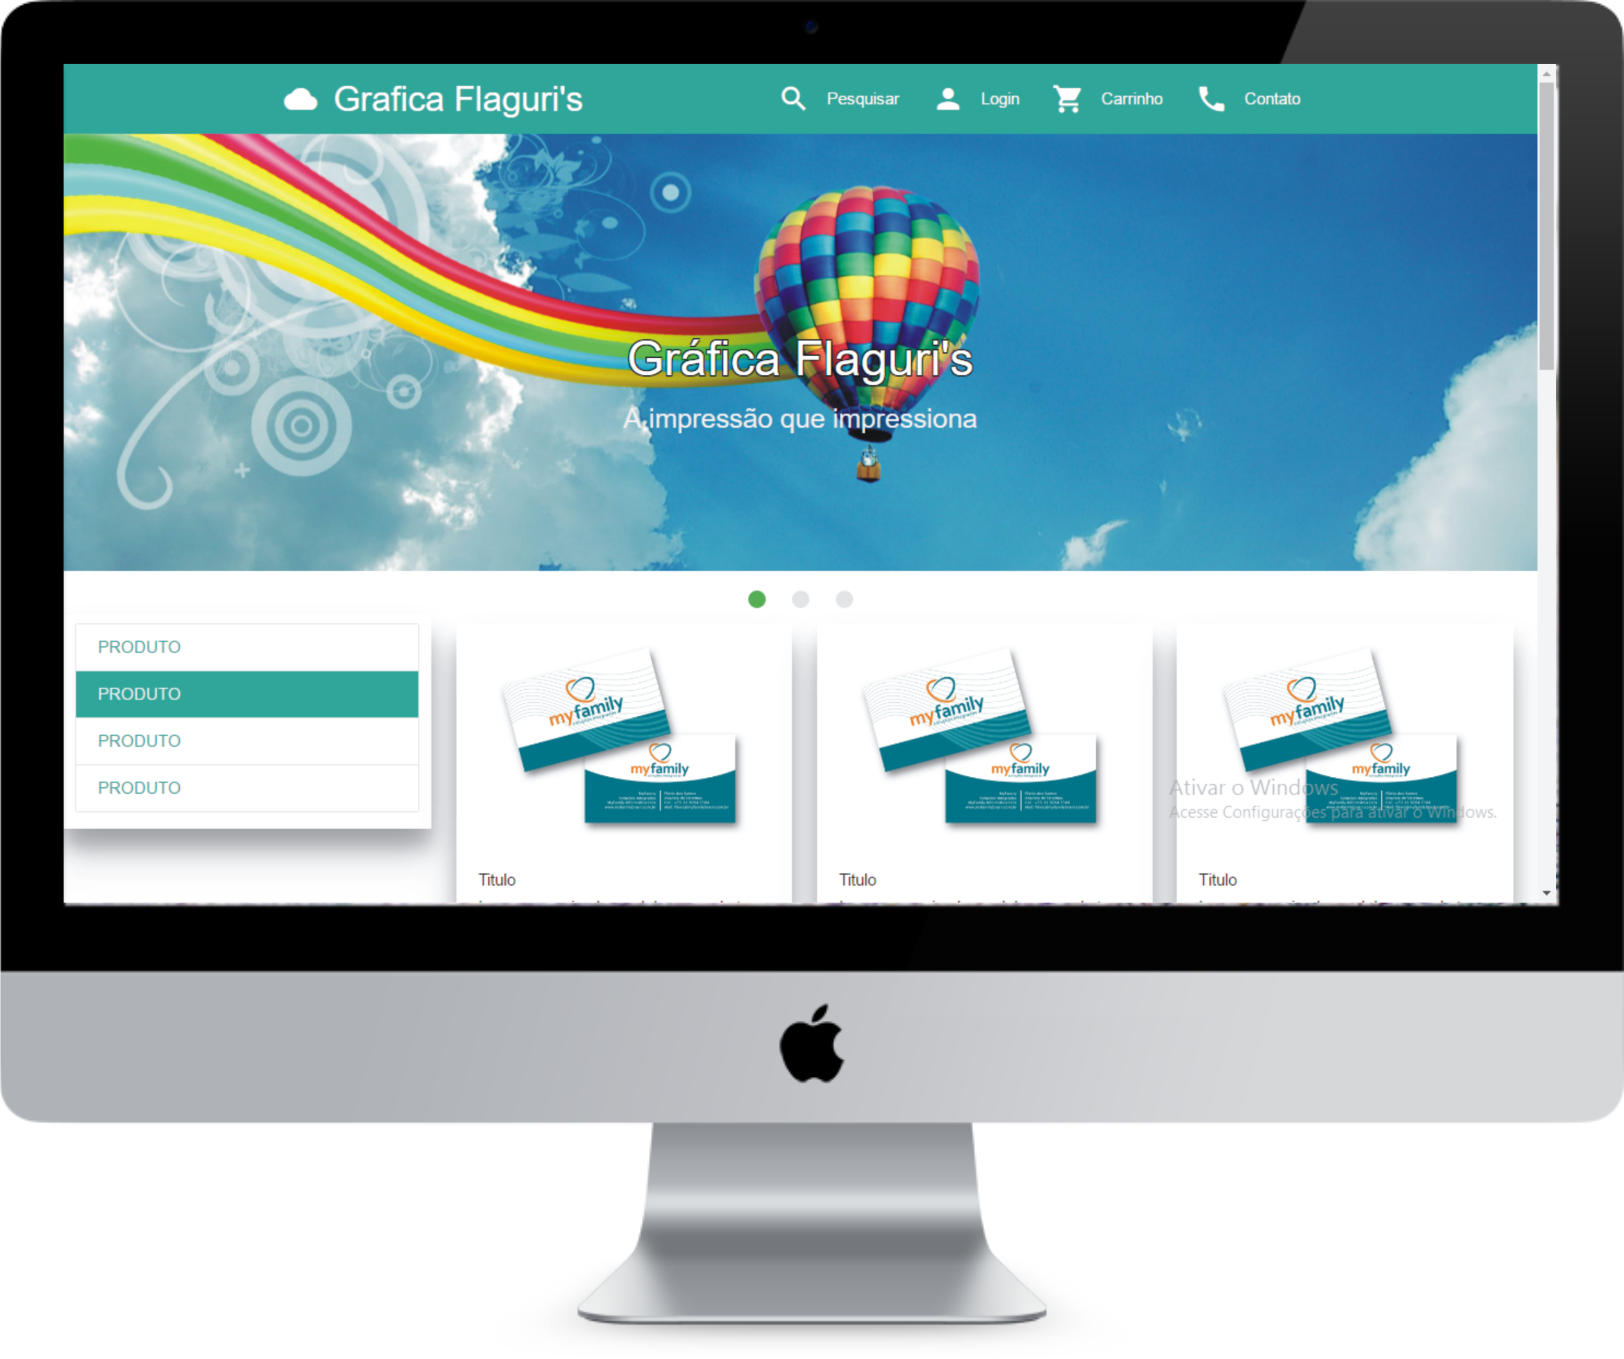 Grafica Flaguri's
Pesquisar
Login
Carrinho
Contato
Gráfica Flaguri's
A impressão que impressiona
PRODUTO
PRODUTO
PRODUTO
PRODUTO
myfamily
myfamily
myfamily
myfamily
myfamily
myfamily
Ativar o Windows
Acesse Configurações para ativar o Windows.
Titulo
Titulo
Titulo